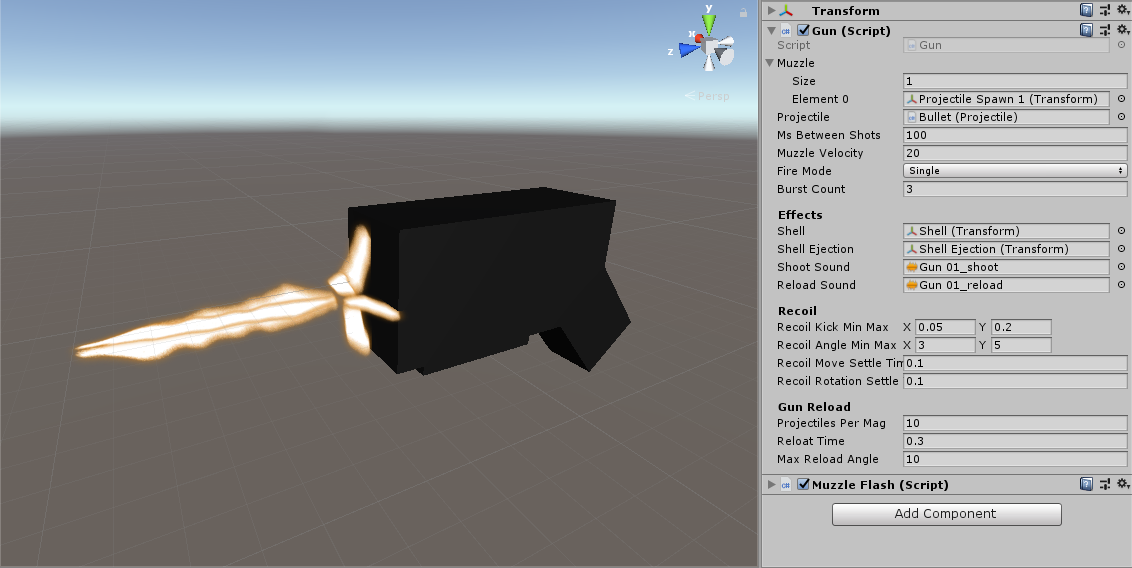 y
x
z
Persp
Transform
Gun (Script)
Script Gun
Muzzle
Size 1
Element 0 Projectile Spawn 1 (Transform)
Projectile Bullet (Projectile)
Ms Between Shots 100
Muzzle Velocity 20
Fire Mode Single
Burst Count 3
Effects
Shell Shell (Transform)
Shell Ejection Shell Ejection (Transform)
Shoot Sound Gun 01_shoot
Reload Sound Gun 01_reload
Recoil
Recoil Kick Min Max X 0.05 Y 0.2
Recoil Angle Min Max X 3 Y 5
Recoil Move Settle Tim 0.1
Recoil Rotation Settle 0.1
Gun Reload
Projectiles Per Mag 10
Reloat Time 0.3
Max Reload Angle 10
Muzzle Flash (Script)
Add Component